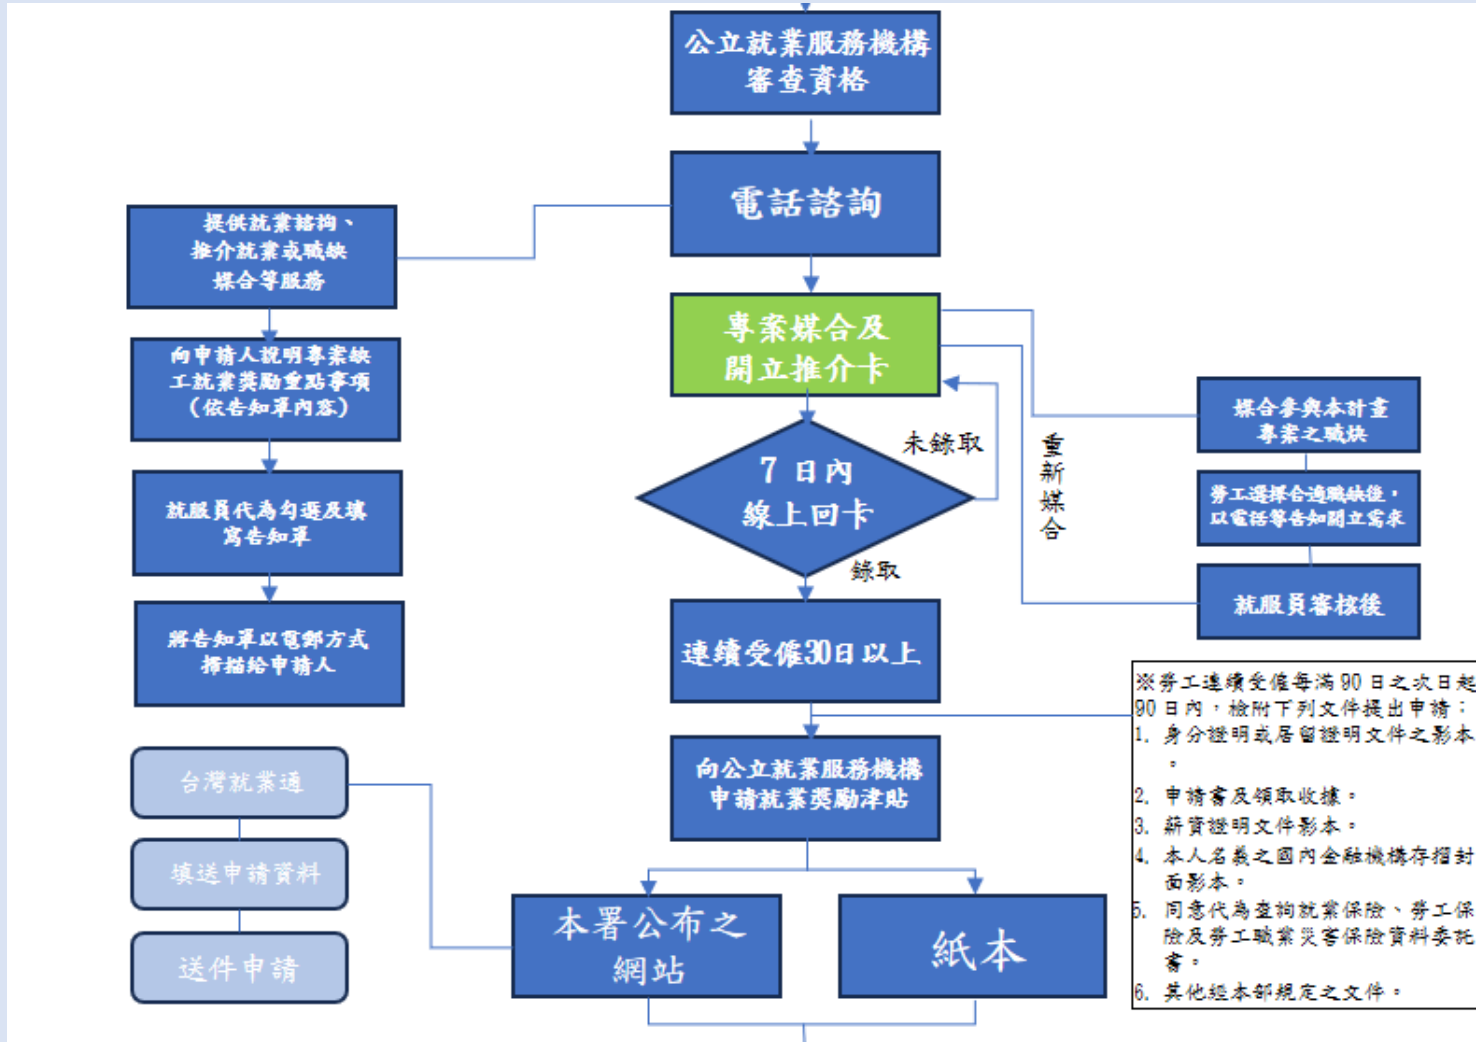 公立就業服務機構
審查資格
電話諮詢
提供就業諮詢、
推介就業或職缺
媒合等服務
向申請人說明專案缺
工就業獎勵重點事項
(依告知單內容)
就服員代為勾選及填
寫告知單
將告知單以電郵方式
掃描給申請人
專案媒合及
開立推介卡
7 日內
線上回卡
未錄取
錄取
重
新
媒
合
媒合參與本計畫
專案之職缺
勞工選擇合適職缺後,
以電話等告知開立需求
就服員審核後
連續受僱30日以上
※勞工連續受僱每滿 90 日之次日起
90 日內,檢附下列文件提出申請:
1. 身分證明或居留證明文件之影本
。
2. 申請書及領取收據。
3. 薪資證明文件影本。
4. 本人名義之國內金融機構存摺封
面影本。
5. 同意代為查詢就業保險、勞工保
險及勞工職業災害保險資料委託
書。
6. 其他經本部規定之文件。
向公立就業服務機構
申請就業獎勵津貼
台灣就業通
填送申請資料
送件申請
本署公布之
網站
紙本